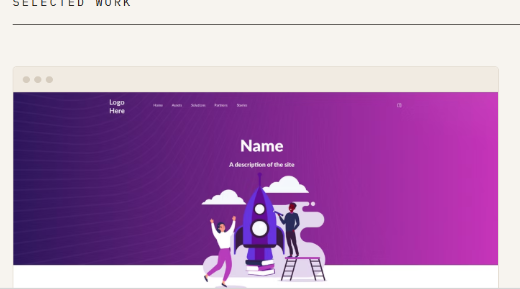 SELECTED WORK
Logo
Here
Home Assets Solutions Partners Stories
Name
A description of the site